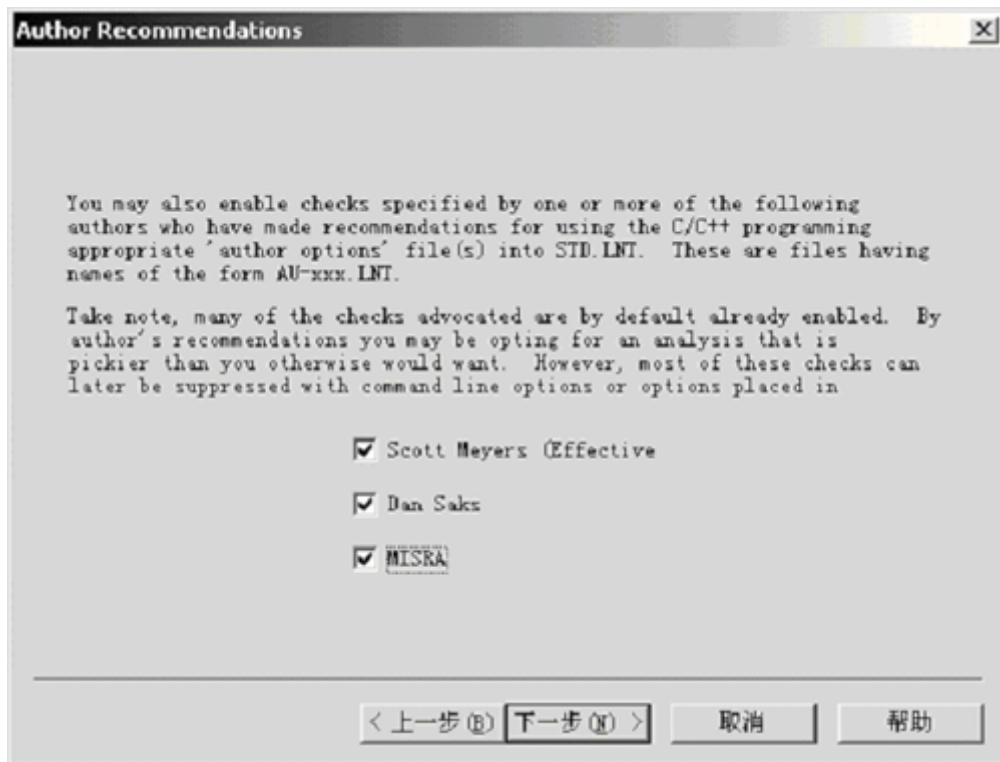 Author Recommendations
You may also enable checks specified by one or more of the following
authors who have made recommendations for using the C/C++ programming
appropriate 'author options' file(s) into STD.LNT. These are files having
names of the form AU-xxx.LNT.
Take note, many of the checks advocated are by default already enabled. By
author's recommendations you may be opting for an analysis that is
pickier than you otherwise would want. However, most of these checks can
later be suppressed with command line options or options placed in
Scott Meyers (Effective
Dan Saks
MISRA
< 上一步(B) 下一步(N) > 取消 帮助